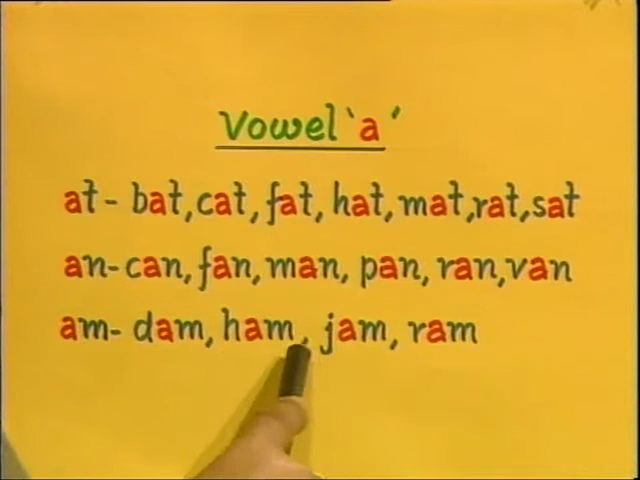 Vowel 'a'
at- bat, cat, fat, hat, mat, rat, sat
an- can, fan, man, pan, ran, van
am- dam, ham, jam, ram